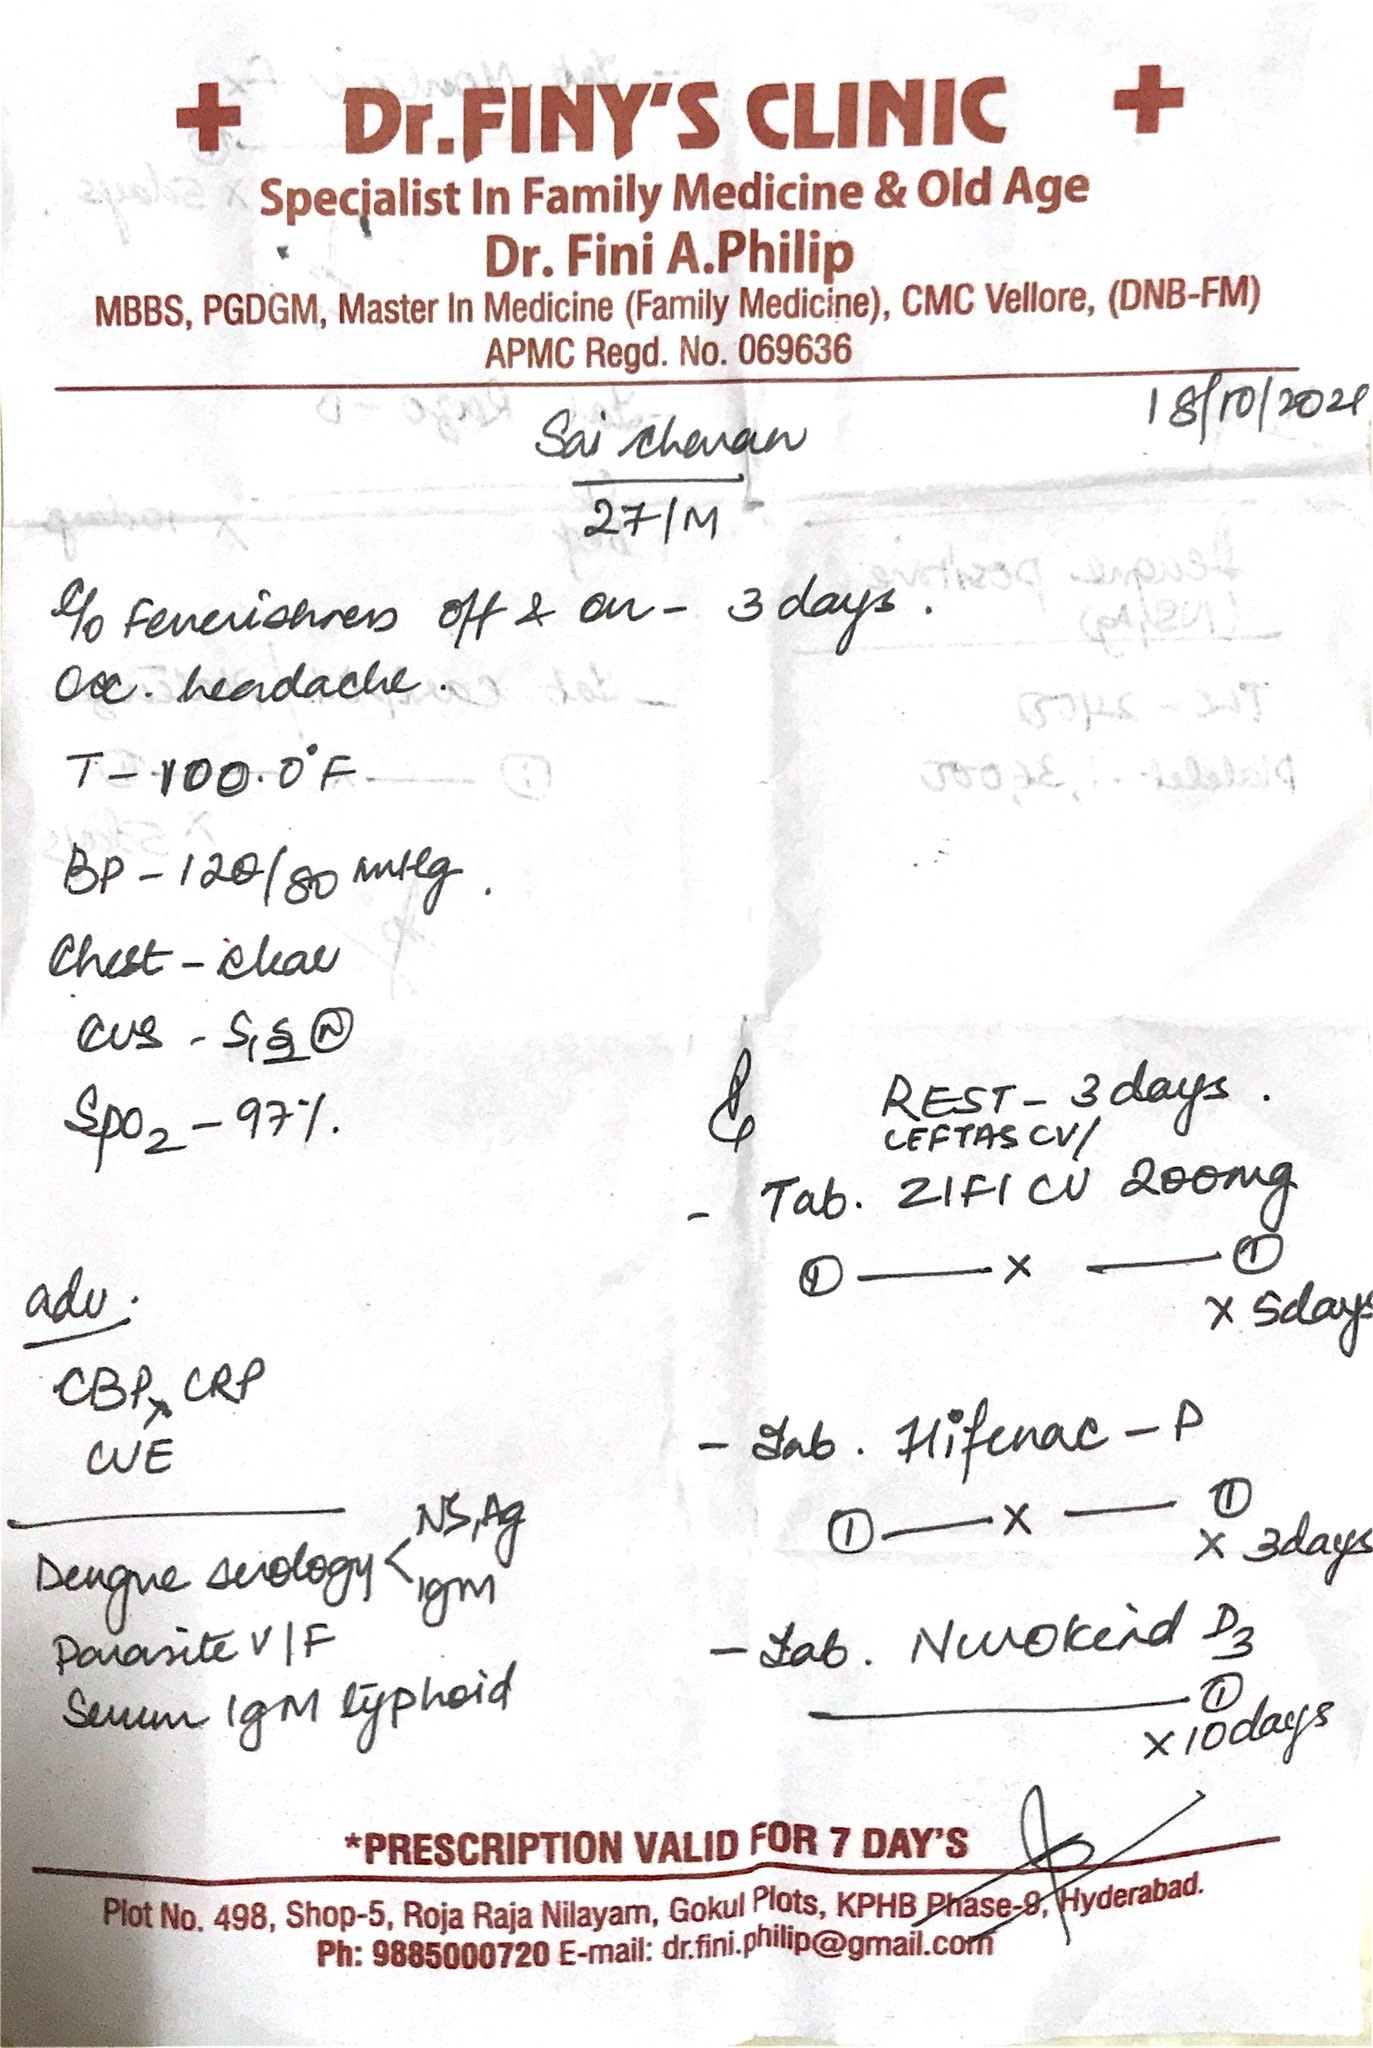 Dr.FINY'S CLINIC
Specialist In Family Medicine & Old Age
Dr. Fini A.Philip
MBBS, PGDGM, Master In Medicine (Family Medicine), CMC Vellore, (DNB-FM)
APMC Regd. No. 069636
18/10/2021
Sai Charan
27/M
C/o Feverishness off & on - 3 days.
Occ. headache.
T - 100.0°F
BP - 120/80 mmHg.
Chest - clear
CVS - S1S2 N
SpO2 - 97%.
REST - 3 days.
CEFTAS CV/
- Tab. ZIFI CV 200mg
1 — x — 1
x 5days
adv.
CBP, CRP
CUE
- Tab. Hifenac - P
1 — x — 1
x 3days
Dengue serology < NS1Ag
IgM
Parasite V/F
Serum IgM typhoid
- Tab. Nurokind D3
— 1
x 10days
*PRESCRIPTION VALID FOR 7 DAY'S
Plot No. 498, Shop-5, Roja Raja Nilayam, Gokul Plots, KPHB Phase-9, Hyderabad.
Ph: 9885000720 E-mail: dr.fini.philip@gmail.com